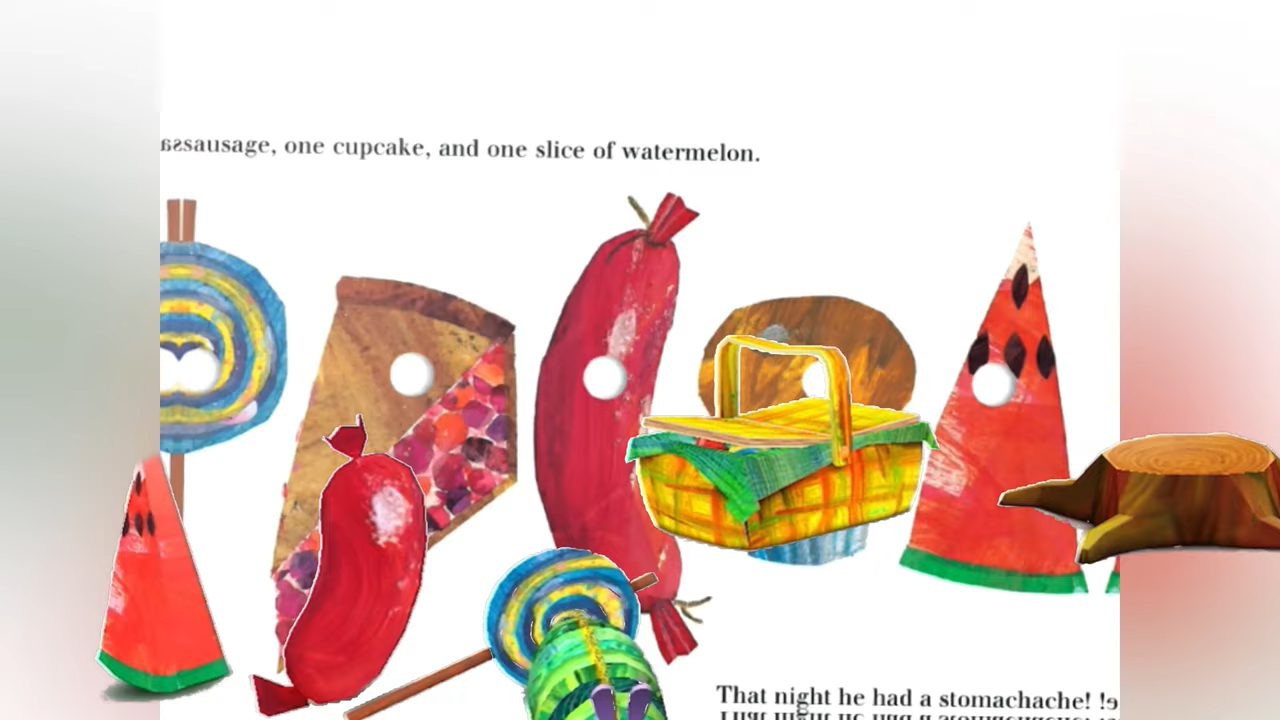 sausage, one cupcake, and one slice of watermelon.
That night he had a stomachache!